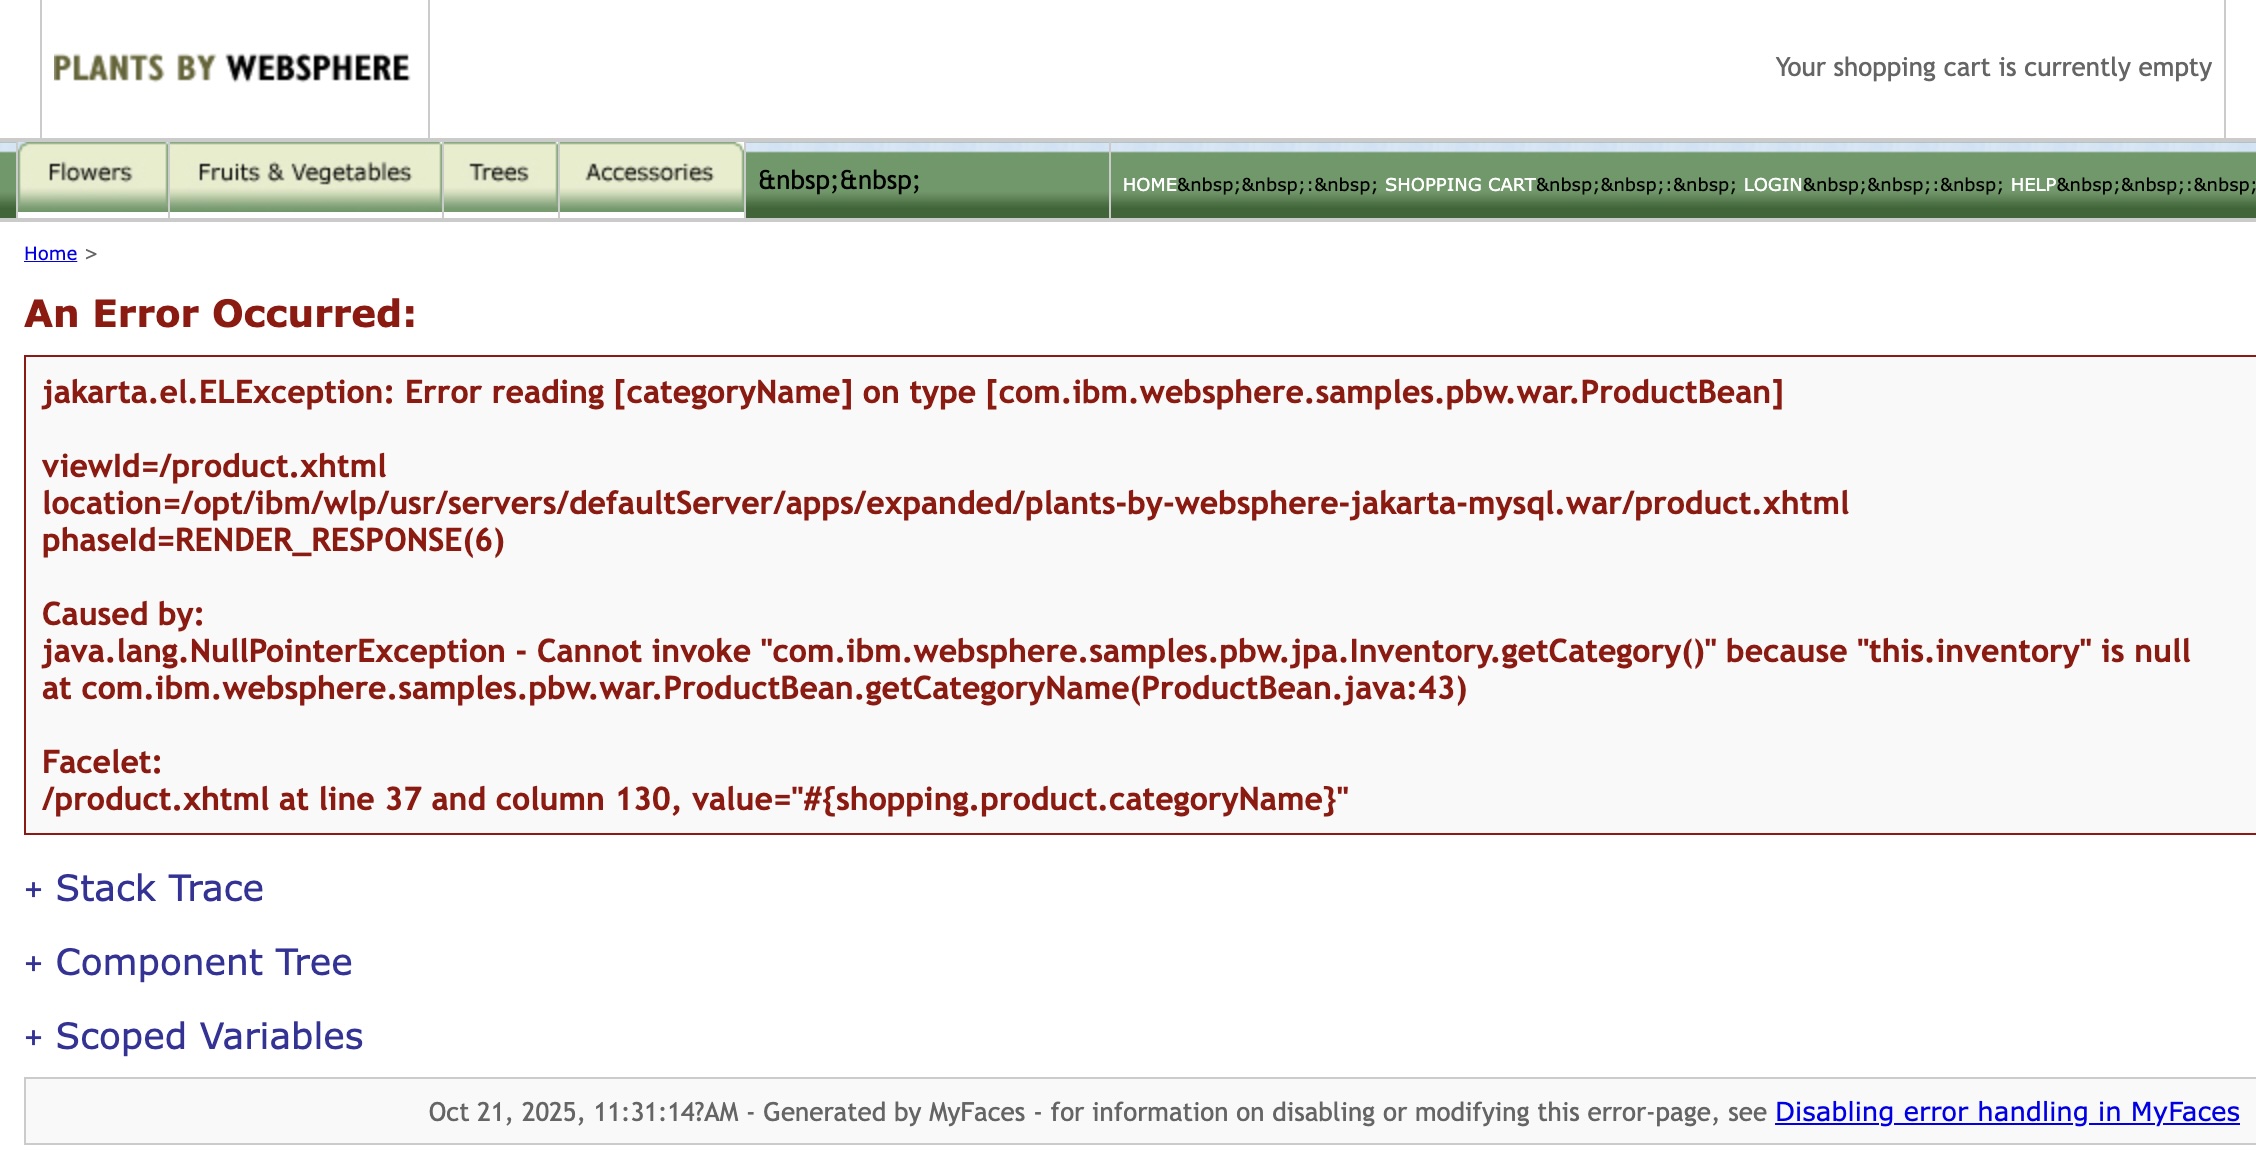 PLANTS BY WEBSPHERE
Your shopping cart is currently empty
Flowers Fruits & Vegetables Trees Accessories &nbsp;&nbsp; HOME&nbsp;&nbsp;:&nbsp; SHOPPING CART&nbsp;&nbsp;:&nbsp; LOGIN&nbsp;&nbsp;:&nbsp; HELP&nbsp;&nbsp;:&nbsp;
Home >
An Error Occurred:
jakarta.el.ELException: Error reading [categoryName] on type [com.ibm.websphere.samples.pbw.war.ProductBean]
viewId=/product.xhtml
location=/opt/ibm/wlp/usr/servers/defaultServer/apps/expanded/plants-by-websphere-jakarta-mysql.war/product.xhtml
phaseId=RENDER_RESPONSE(6)
Caused by:
java.lang.NullPointerException - Cannot invoke "com.ibm.websphere.samples.pbw.jpa.Inventory.getCategory()" because "this.inventory" is null
at com.ibm.websphere.samples.pbw.war.ProductBean.getCategoryName(ProductBean.java:43)
Facelet:
/product.xhtml at line 37 and column 130, value="#{shopping.product.categoryName}"
+ Stack Trace
+ Component Tree
+ Scoped Variables
Oct 21, 2025, 11:31:14?AM - Generated by MyFaces - for information on disabling or modifying this error-page, see Disabling error handling in MyFaces